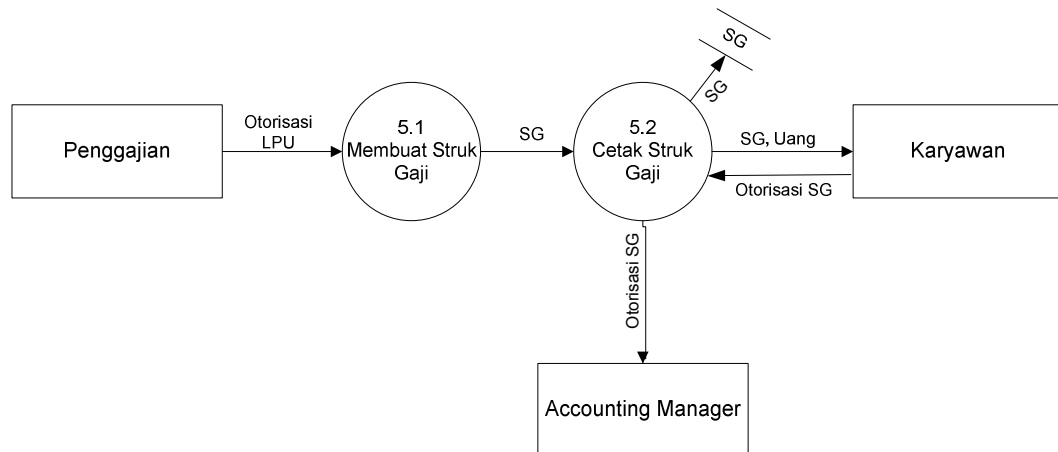 SG
SG
Penggajian
Otorisasi
LPU
5.1
Membuat Struk
Gaji
SG
5.2
Cetak Struk
Gaji
SG, Uang
Otorisasi SG
Karyawan
Otorisasi SG
Accounting Manager